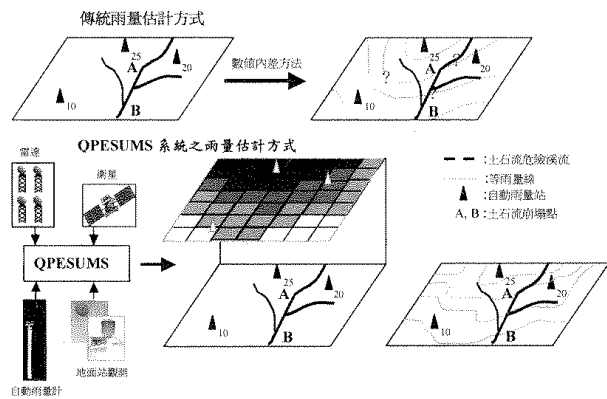 傳統雨量估計方式
25
A
20
10
B
數值內差方法
?
?
25
A
20
10
B
QPESUMS 系統之雨量估計方式
雷達
衛星
QPESUMS
自動雨量計
地面站觀測
25
A
20
10
B
:土石流危險溪流
:等雨量線
:自動雨量站
A, B :土石流崩塌點
25
A
20
10
B